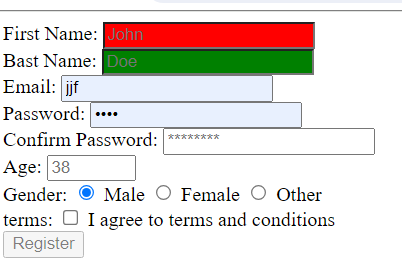 First Name: John
Bast Name: Doe
Email: jjf
Password: ••••
Confirm Password: ********
Age: 38
Gender: Male Female Other
terms: I agree to terms and conditions
Register